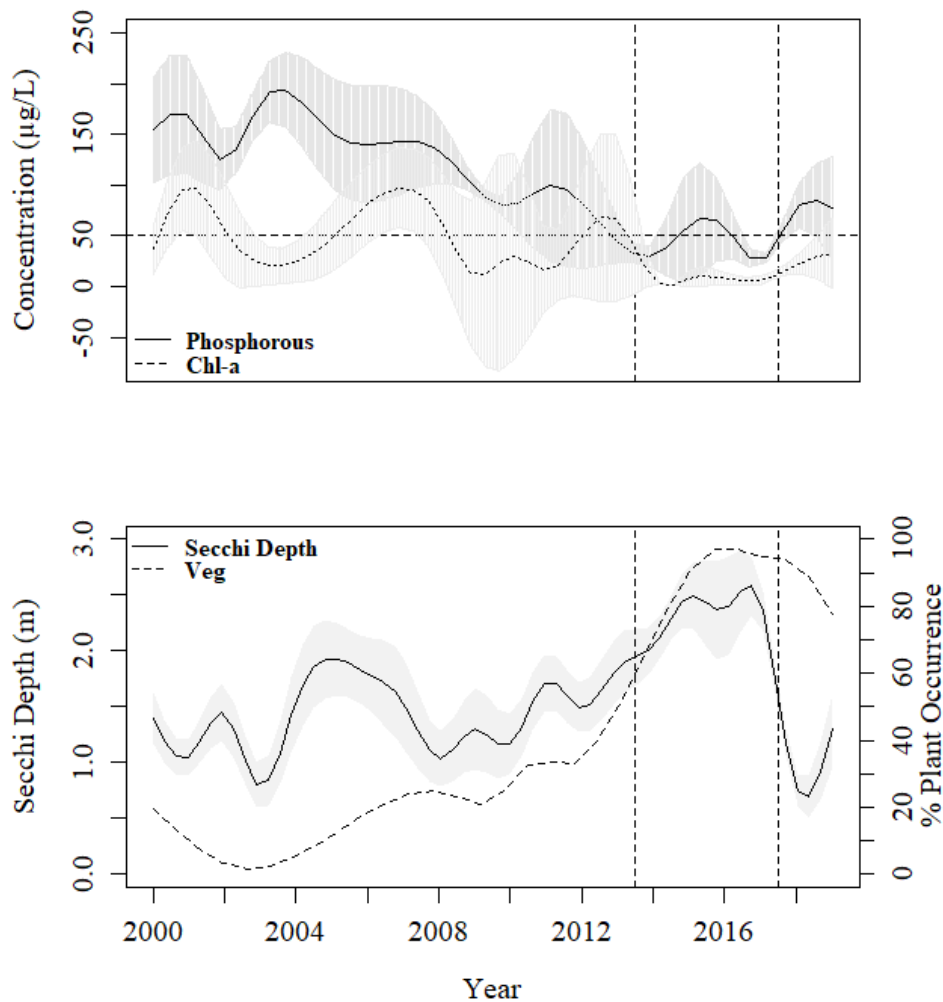 250
150
50
0
-50
Concentration (µg/L)
Phosphorous
Chl-a
3.0
2.0
1.0
0.0
Secchi Depth (m)
Secchi Depth
Veg
100
80
60
40
20
0
% Plant Occurrence
2000 2004 2008 2012 2016
Year